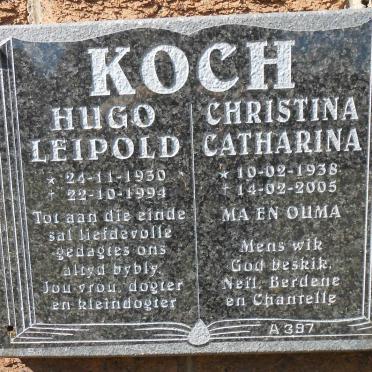 KOCH
HUGO
LEIPOLD
* 24-11-1930
+ 22-10-1994
Tot aan die einde
sal liefdevolle
gedagtes ons
altyd bybly.
Jou vrou, dogter
en kleindogter
CHRISTINA
CATHARINA
* 10-02-1938
+ 14-02-2005
MA EN OUMA
Mens wik
God beskik.
Neil, Berdene
en Chantelle
A397